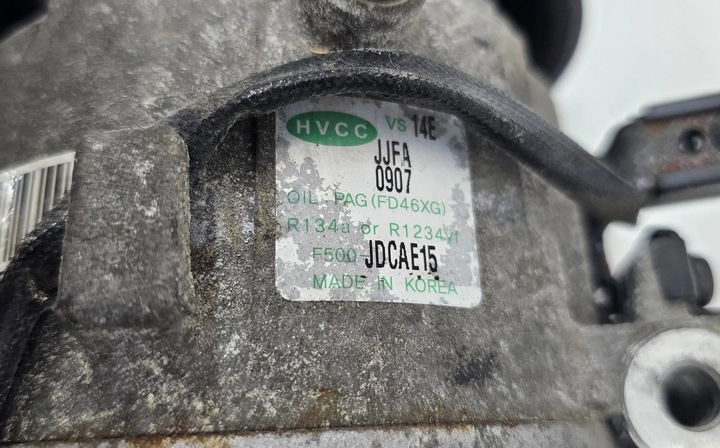 HVCC VS 14E
JJFA
0907
OIL : PAG (FD46XG)
R134a or R1234yf
F500-JDCAE15
MADE IN KOREA